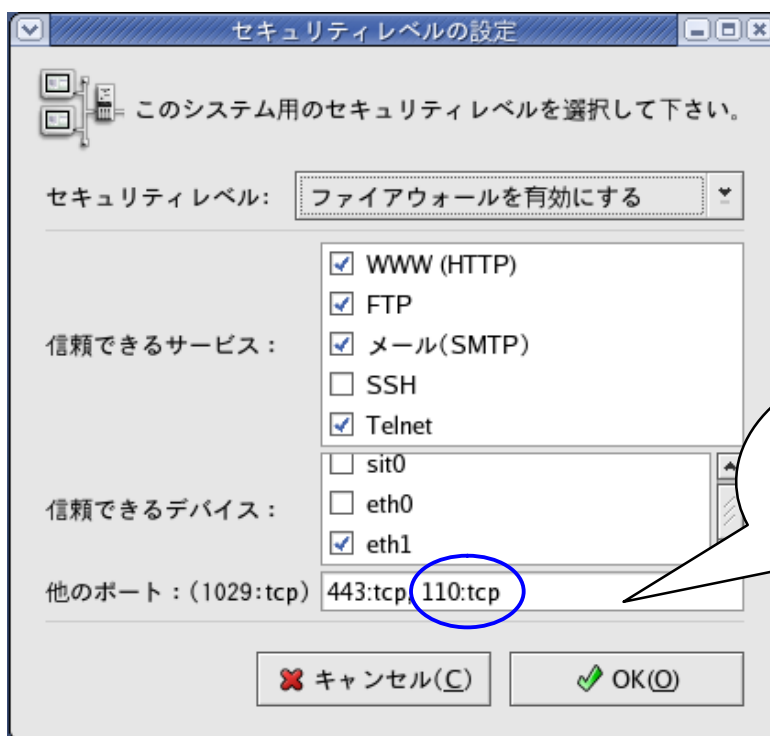 セキュリティレベルの設定
このシステム用のセキュリティレベルを選択して下さい。
セキュリティレベル: ファイアウォールを有効にする
信頼できるサービス：
WWW (HTTP)
FTP
メール(SMTP)
SSH
Telnet
信頼できるデバイス：
sit0
eth0
eth1
他のポート：(1029:tcp) 443:tcp, 110:tcp
キャンセル(C) OK(O)